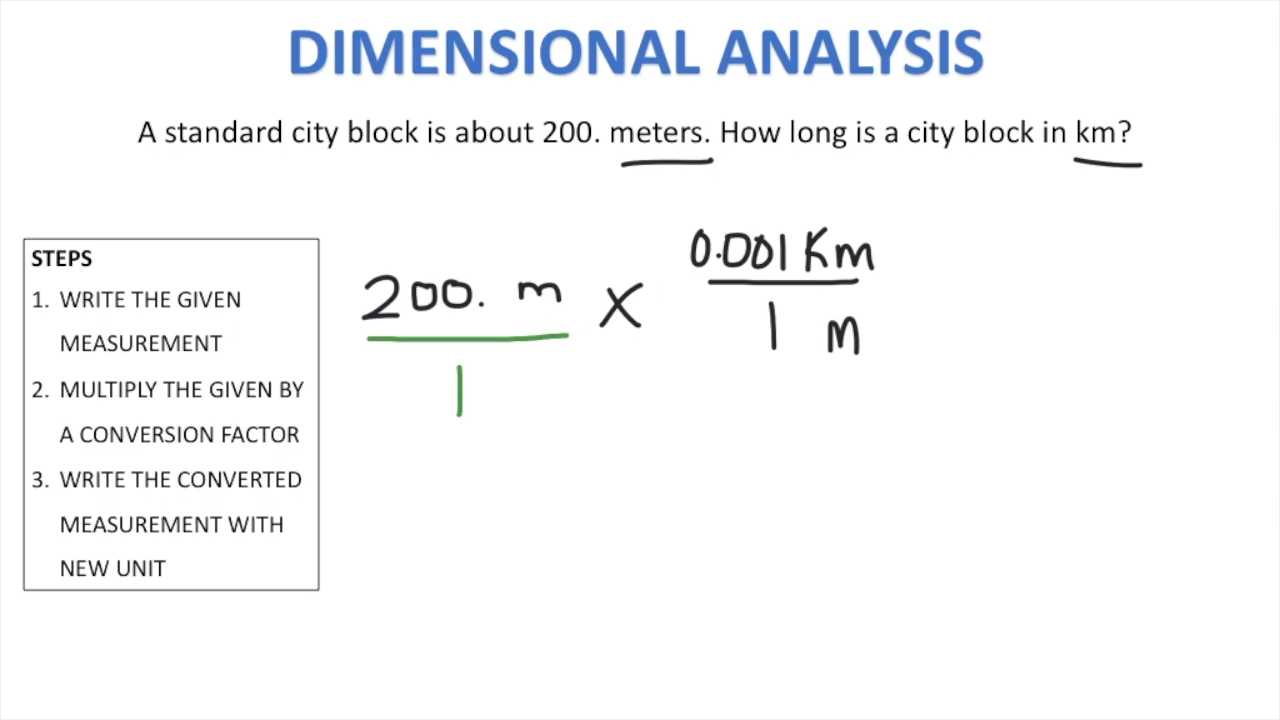 DIMENSIONAL ANALYSIS
A standard city block is about 200. meters. How long is a city block in km?
STEPS
1. WRITE THE GIVEN
MEASUREMENT
2. MULTIPLY THE GIVEN BY
A CONVERSION FACTOR
3. WRITE THE CONVERTED
MEASUREMENT WITH
NEW UNIT
200. m
1
X
0.001 Km
1 m